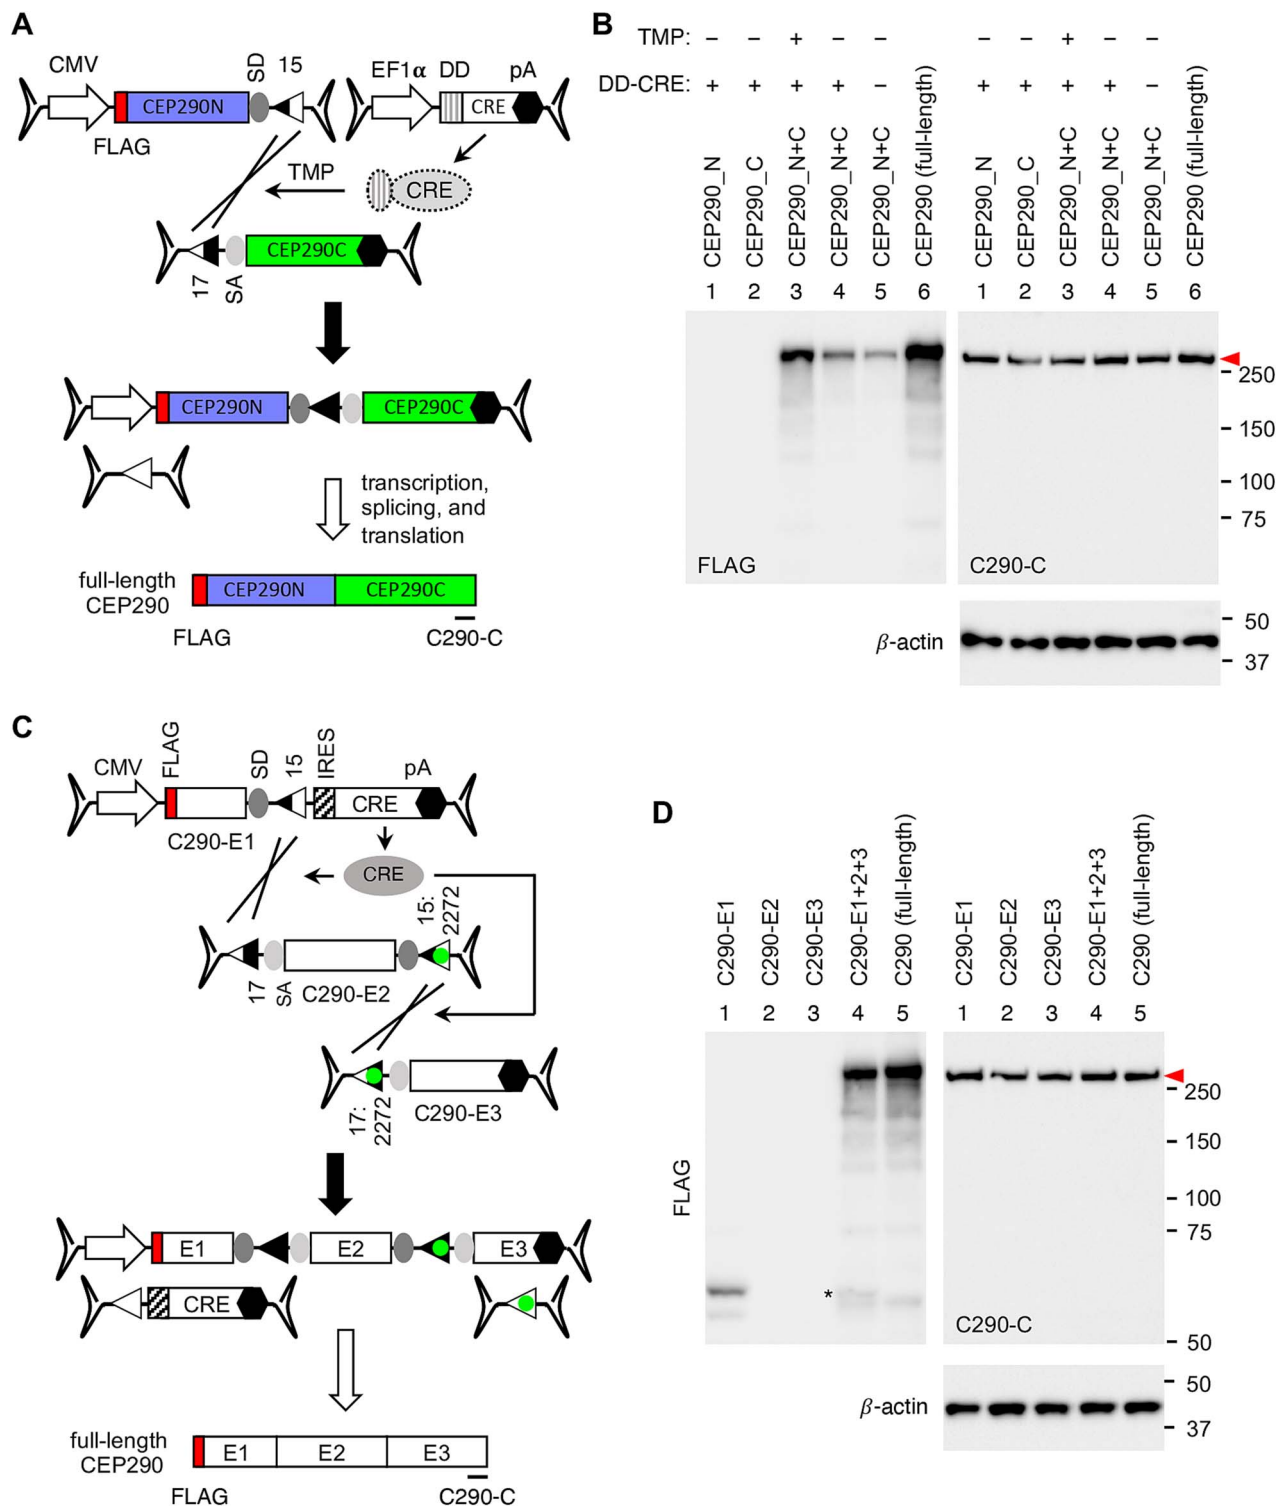 A
CMV
SD
15
EF1α
DD
pA
CEP290N
CRE
FLAG
TMP
CRE
CEP290C
17
SA
CEP290N
CEP290C
transcription,
splicing, and
translation
full-length
CEP290
CEP290N
CEP290C
FLAG
C290-C
B
TMP: – – + – – – – + – –
DD-CRE: + + + + – + + + + –
CEP290_N
CEP290_C
CEP290_N+C
CEP290_N+C
CEP290_N+C
CEP290 (full-length)
CEP290_N
CEP290_C
CEP290_N+C
CEP290_N+C
CEP290_N+C
CEP290 (full-length)
1 2 3 4 5 6 1 2 3 4 5 6
250
150
100
75
FLAG
C290-C
β-actin
50
37
C
CMV
FLAG
SD
15
IRES
pA
CRE
C290-E1
CRE
15:
2272
17
SA
C290-E2
17:
2272
C290-E3
E1
E2
E3
CRE
full-length
CEP290
E1
E2
E3
FLAG
C290-C
D
C290-E1
C290-E2
C290-E3
C290-E1+2+3
C290 (full-length)
C290-E1
C290-E2
C290-E3
C290-E1+2+3
C290 (full-length)
1 2 3 4 5 1 2 3 4 5
FLAG
*
250
150
100
75
50
C290-C
β-actin
50
37